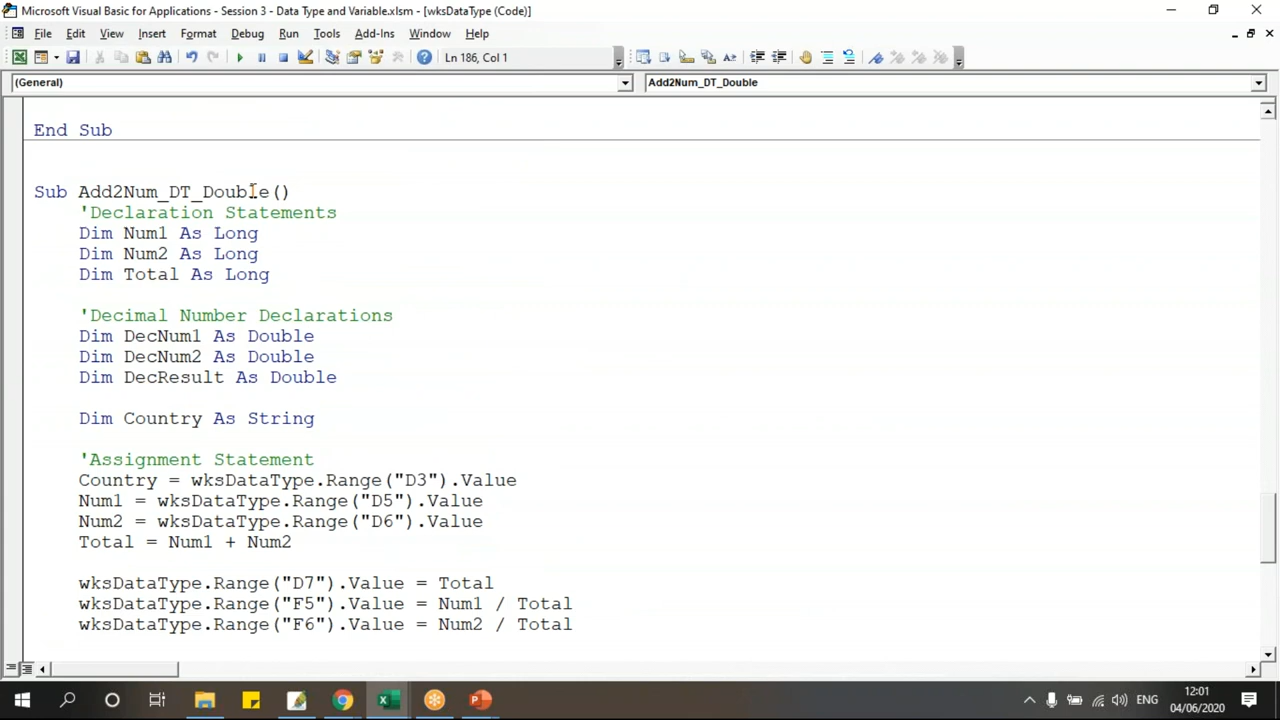 Microsoft Visual Basic for Applications - Session 3 - Data Type and Variable.xlsm - [wksDataType (Code)]
File Edit View Insert Format Debug Run Tools Add-Ins Window Help
Ln 186, Col 1
(General) Add2Num_DT_Double
End Sub
Sub Add2Num_DT_Double()
'Declaration Statements
Dim Num1 As Long
Dim Num2 As Long
Dim Total As Long
'Decimal Number Declarations
Dim DecNum1 As Double
Dim DecNum2 As Double
Dim DecResult As Double
Dim Country As String
'Assignment Statement
Country = wksDataType.Range("D3").Value
Num1 = wksDataType.Range("D5").Value
Num2 = wksDataType.Range("D6").Value
Total = Num1 + Num2
wksDataType.Range("D7").Value = Total
wksDataType.Range("F5").Value = Num1 / Total
wksDataType.Range("F6").Value = Num2 / Total
ENG 12:01
04/06/2020